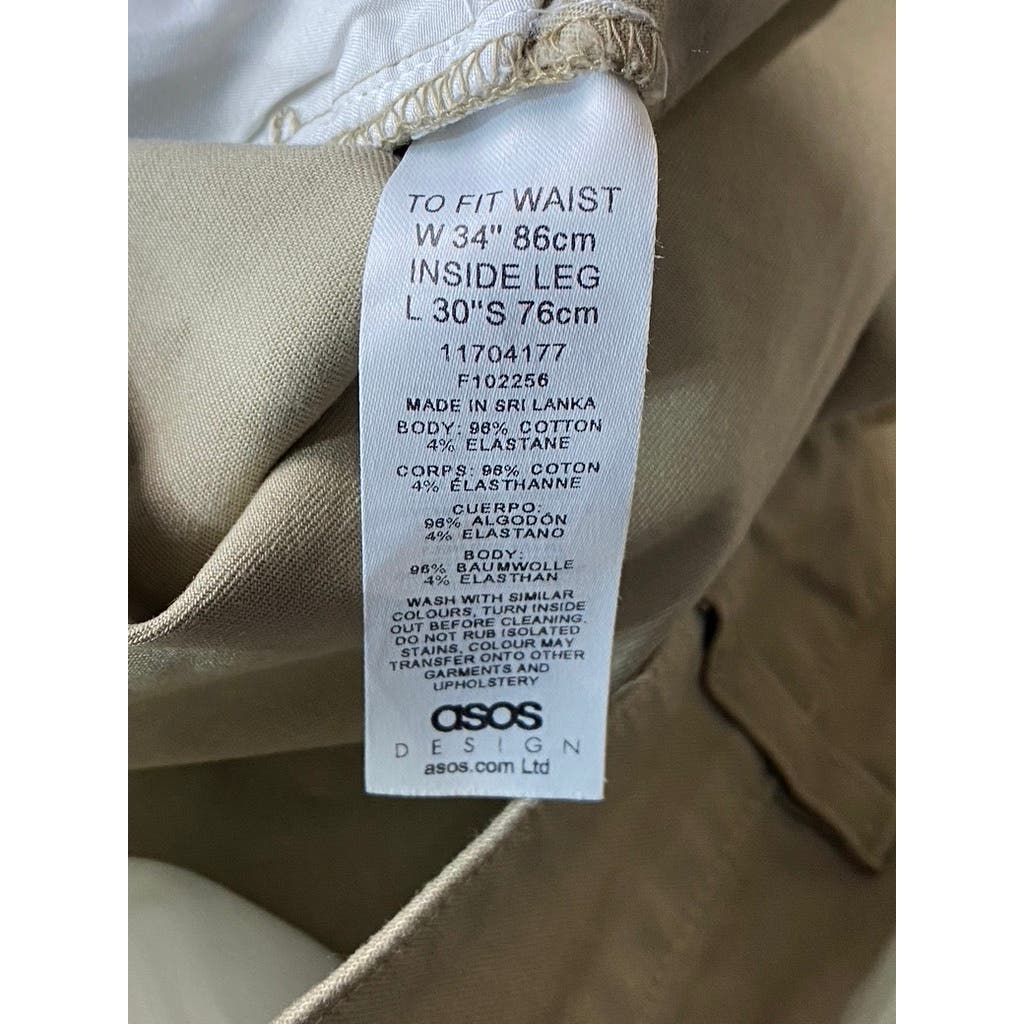 TO FIT WAIST
W 34" 86cm
INSIDE LEG
L 30"S 76cm
11704177
F102256
MADE IN SRI LANKA
BODY: 96% COTTON
4% ELASTANE
CORPS: 96% COTON
4% ÉLASTHANNE
CUERPO:
96% ALGODÓN
4% ELASTANO
BODY:
96% BAUMWOLLE
4% ELASTHAN
WASH WITH SIMILAR
COLOURS, TURN INSIDE
OUT BEFORE CLEANING.
DO NOT RUB ISOLATED
STAINS, COLOUR MAY
TRANSFER ONTO OTHER
GARMENTS AND
UPHOLSTERY
asos
DESIGN
asos.com Ltd